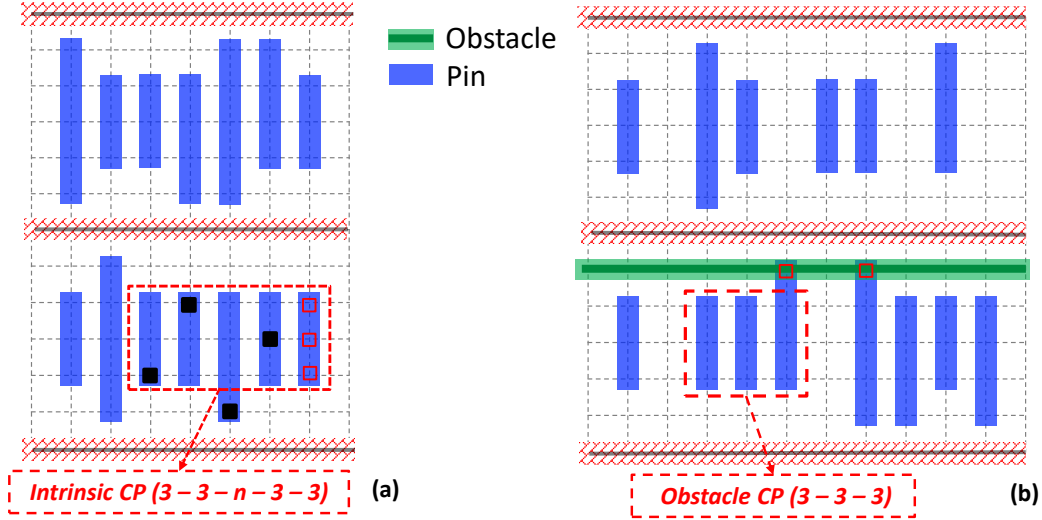 Obstacle
Pin
Intrinsic CP (3 – 3 – n – 3 – 3)
(a)
Obstacle CP (3 – 3 – 3)
(b)